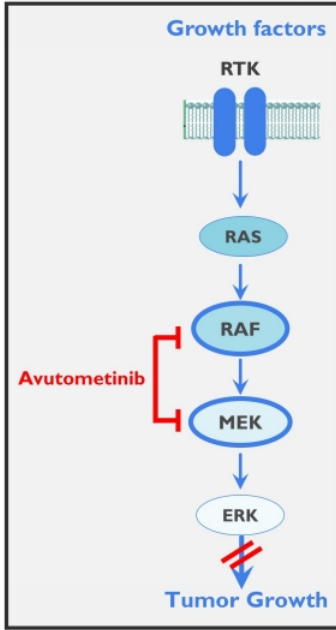 Growth factors
RTK
RAS
RAF
Avutometinib
MEK
ERK
Tumor Growth